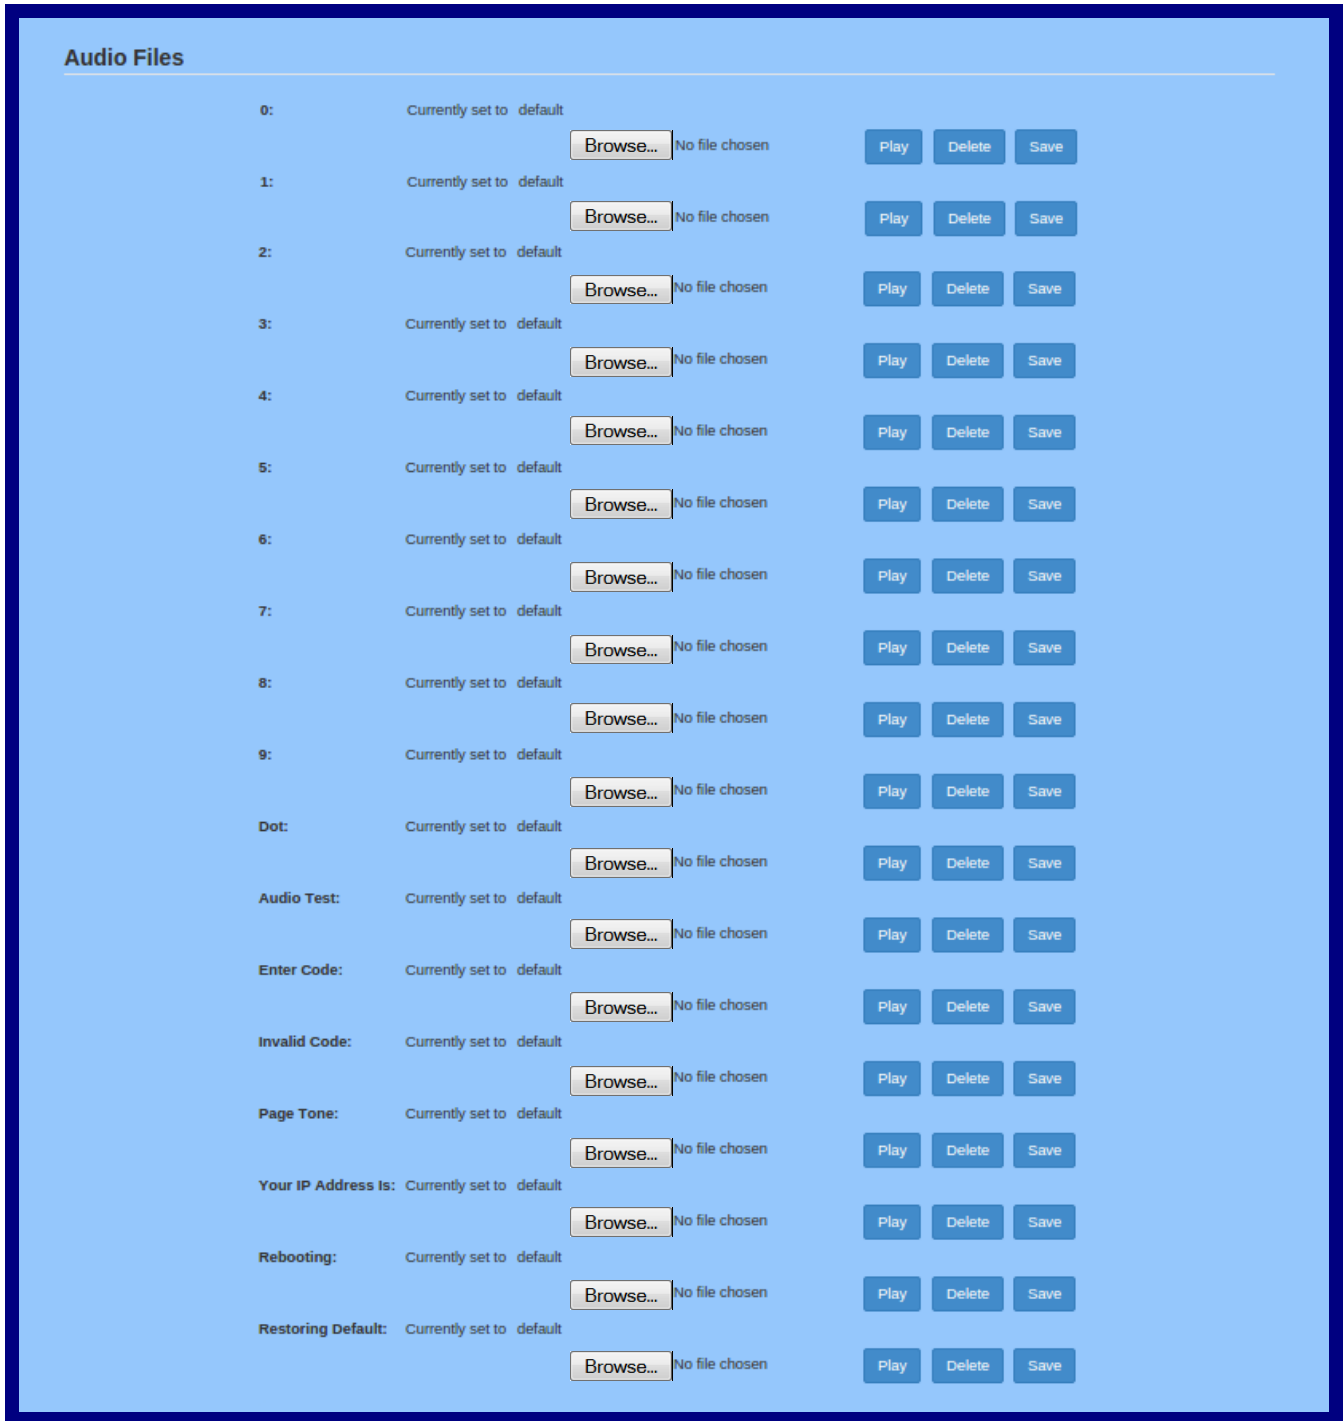 Audio Files
0: Currently set to default
Browse... No file chosen Play Delete Save
1: Currently set to default
Browse... No file chosen Play Delete Save
2: Currently set to default
Browse... No file chosen Play Delete Save
3: Currently set to default
Browse... No file chosen Play Delete Save
4: Currently set to default
Browse... No file chosen Play Delete Save
5: Currently set to default
Browse... No file chosen Play Delete Save
6: Currently set to default
Browse... No file chosen Play Delete Save
7: Currently set to default
Browse... No file chosen Play Delete Save
8: Currently set to default
Browse... No file chosen Play Delete Save
9: Currently set to default
Browse... No file chosen Play Delete Save
Dot: Currently set to default
Browse... No file chosen Play Delete Save
Audio Test: Currently set to default
Browse... No file chosen Play Delete Save
Enter Code: Currently set to default
Browse... No file chosen Play Delete Save
Invalid Code: Currently set to default
Browse... No file chosen Play Delete Save
Page Tone: Currently set to default
Browse... No file chosen Play Delete Save
Your IP Address Is: Currently set to default
Browse... No file chosen Play Delete Save
Rebooting: Currently set to default
Browse... No file chosen Play Delete Save
Restoring Default: Currently set to default
Browse... No file chosen Play Delete Save